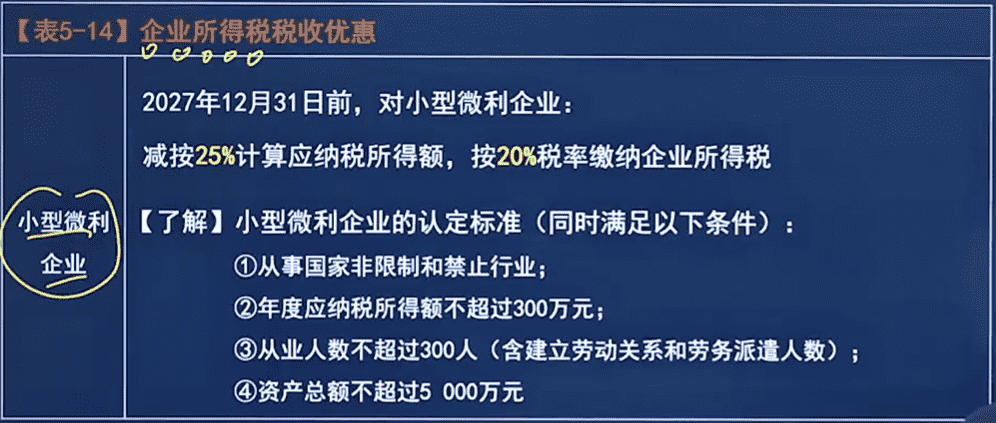 【表5-14】企业所得税税收优惠
2027年12月31日前，对小型微利企业：
减按25%计算应纳税所得额，按20%税率缴纳企业所得税
小型微利
企业
【了解】小型微利企业的认定标准（同时满足以下条件）：
①从事国家非限制和禁止行业；
②年度应纳税所得额不超过300万元；
③从业人数不超过300人（含建立劳动关系和劳务派遣人数）；
④资产总额不超过5 000万元